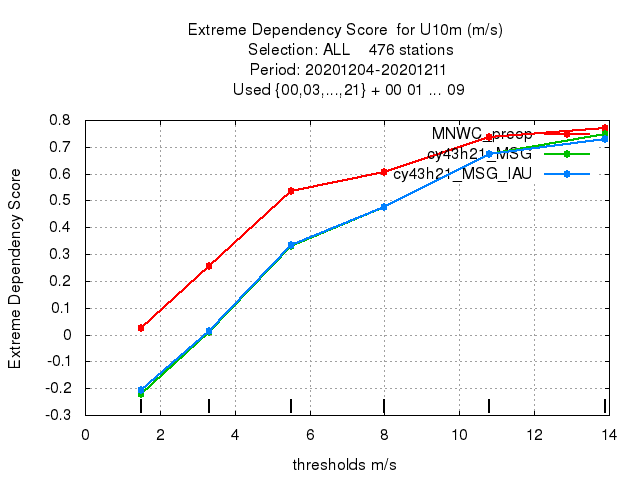 Extreme Dependency Score for U10m (m/s)
Selection: ALL 476 stations
Period: 20201204-20201211
Used {00,03,...,21} + 00 01 ... 09
0.8
0.7
0.6
0.5
0.4
0.3
0.2
0.1
0
-0.1
-0.2
-0.3
Extreme Dependency Score
MNWC_preop
cy43h21_MSG
cy43h21_MSG_IAU
0 2 4 6 8 10 12 14
thresholds m/s